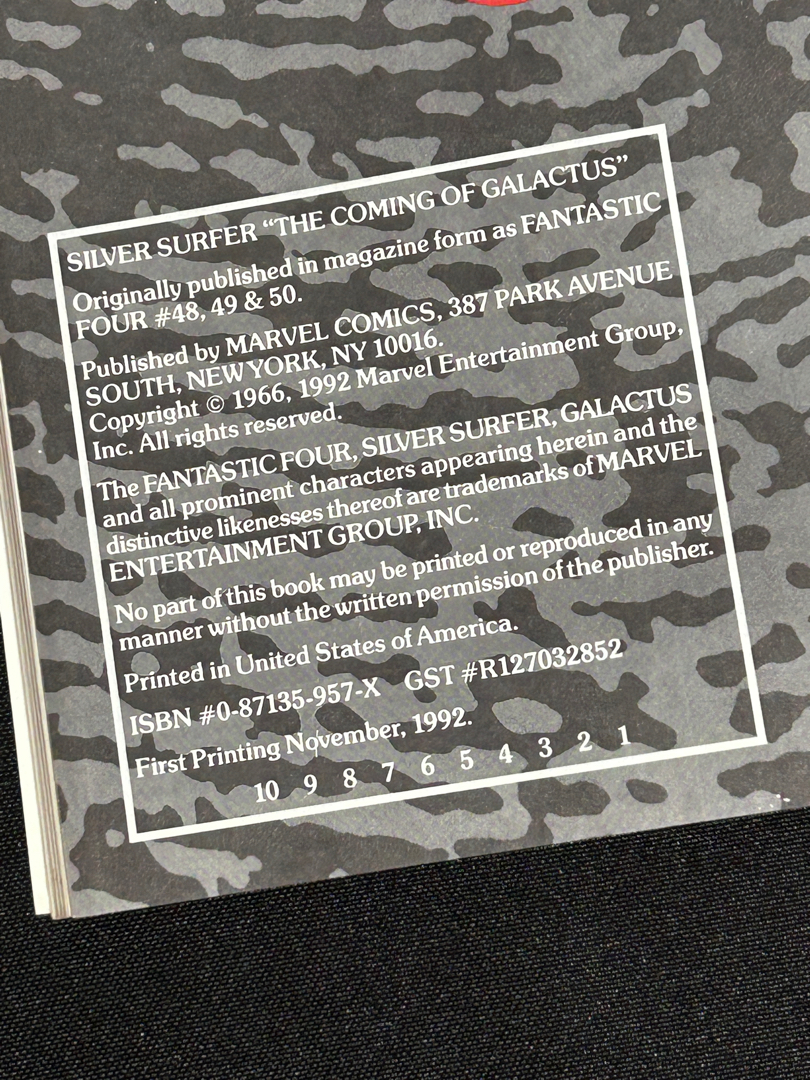 SILVER SURFER “THE COMING OF GALACTUS”
Originally published in magazine form as FANTASTIC
FOUR #48, 49 & 50.
Published by MARVEL COMICS, 387 PARK AVENUE
SOUTH, NEW YORK, NY 10016.
Copyright © 1966, 1992 Marvel Entertainment Group,
Inc. All rights reserved.
The FANTASTIC FOUR, SILVER SURFER, GALACTUS
and all prominent characters appearing herein and the
distinctive likenesses thereof are trademarks of MARVEL
ENTERTAINMENT GROUP, INC.
No part of this book may be printed or reproduced in any
manner without the written permission of the publisher.
Printed in United States of America.
ISBN #0-87135-957-X GST #R127032852
First Printing November, 1992.
10 9 8 7 6 5 4 3 2 1